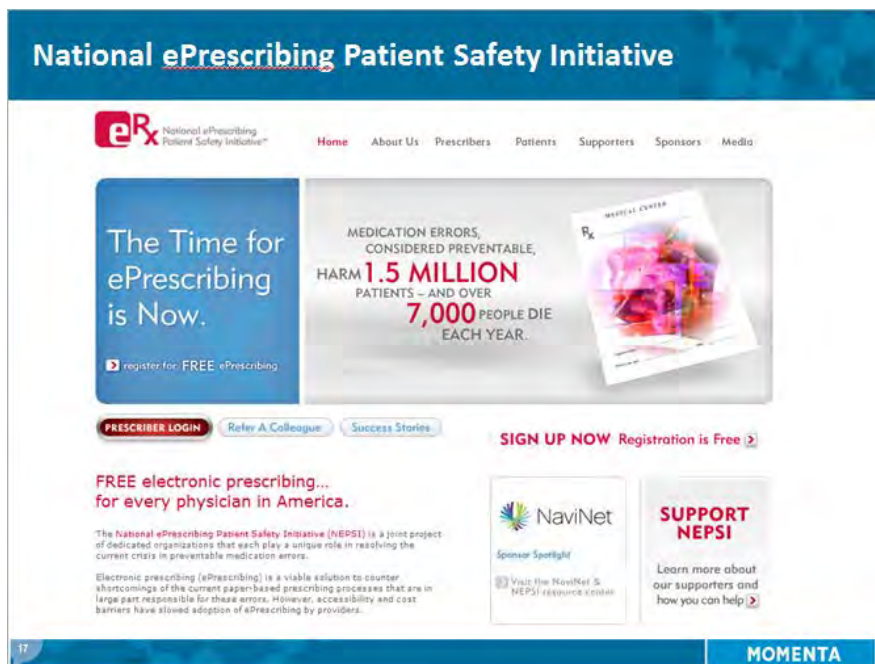 National ePrescribing Patient Safety Initiative
eRx National ePrescribing
Patient Safety Initiative℠
Home About Us Prescribers Patients Supporters Sponsors Media
The Time for
ePrescribing
is Now.
register for FREE ePrescribing
MEDICATION ERRORS,
CONSIDERED PREVENTABLE,
HARM 1.5 MILLION
PATIENTS – AND OVER
7,000 PEOPLE DIE
EACH YEAR.
MEDICAL CENTER
Rx
PRESCRIBER LOGIN Refer A Colleague Success Stories
SIGN UP NOW Registration is Free
FREE electronic prescribing...
for every physician in America.
The National ePrescribing Patient Safety Initiative (NEPSI) is a joint project
of dedicated organizations that each play a unique role in resolving the
current crisis in preventable medication errors.
Electronic prescribing (ePrescribing) is a viable solution to counter
shortcomings of the current paper-based prescribing processes that are in
large part responsible for these errors. However, accessibility and cost
barriers have slowed adoption of ePrescribing by providers.
NaviNet
Sponsor Spotlight
Visit the NaviNet &
NEPSI resource center
SUPPORT
NEPSI
Learn more about
our supporters and
how you can help
17
MOMENTA